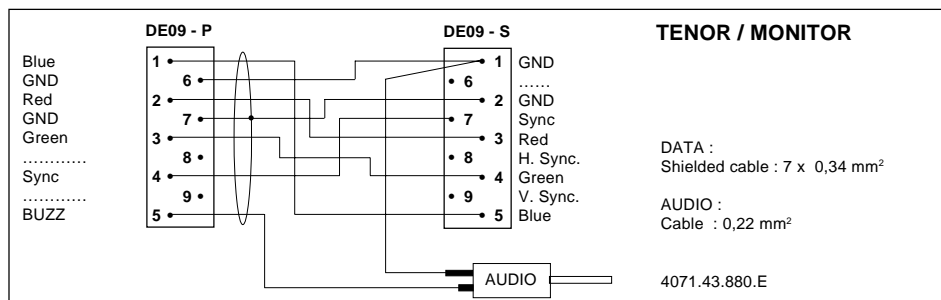 DE09 - P
DE09 - S
TENOR / MONITOR
Blue
GND
Red
GND
Green
............
Sync
............
BUZZ
1
6
2
7
3
8
4
9
5
1
6
2
7
3
8
4
9
5
GND
......
GND
Sync
Red
H. Sync.
Green
V. Sync.
Blue
DATA :
Shielded cable : 7 x 0,34 mm²
AUDIO :
Cable : 0,22 mm²
AUDIO
4071.43.880.E